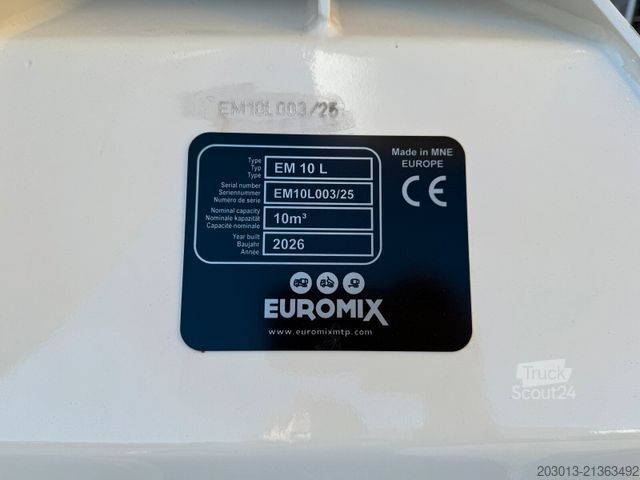 EM10L003/25
Type
Typ
Type
EM 10 L
Serial number
Seriennummer
Numéro de série
EM10L003/25
Nominal capacity
Nominale kapazität
Capacité nominale
10m³
Year built
Baujahr
Année
2026
Made in MNE
EUROPE
CE
EUROMIX
www.euromixmtp.com
Truck
Scout24
203013-21363492